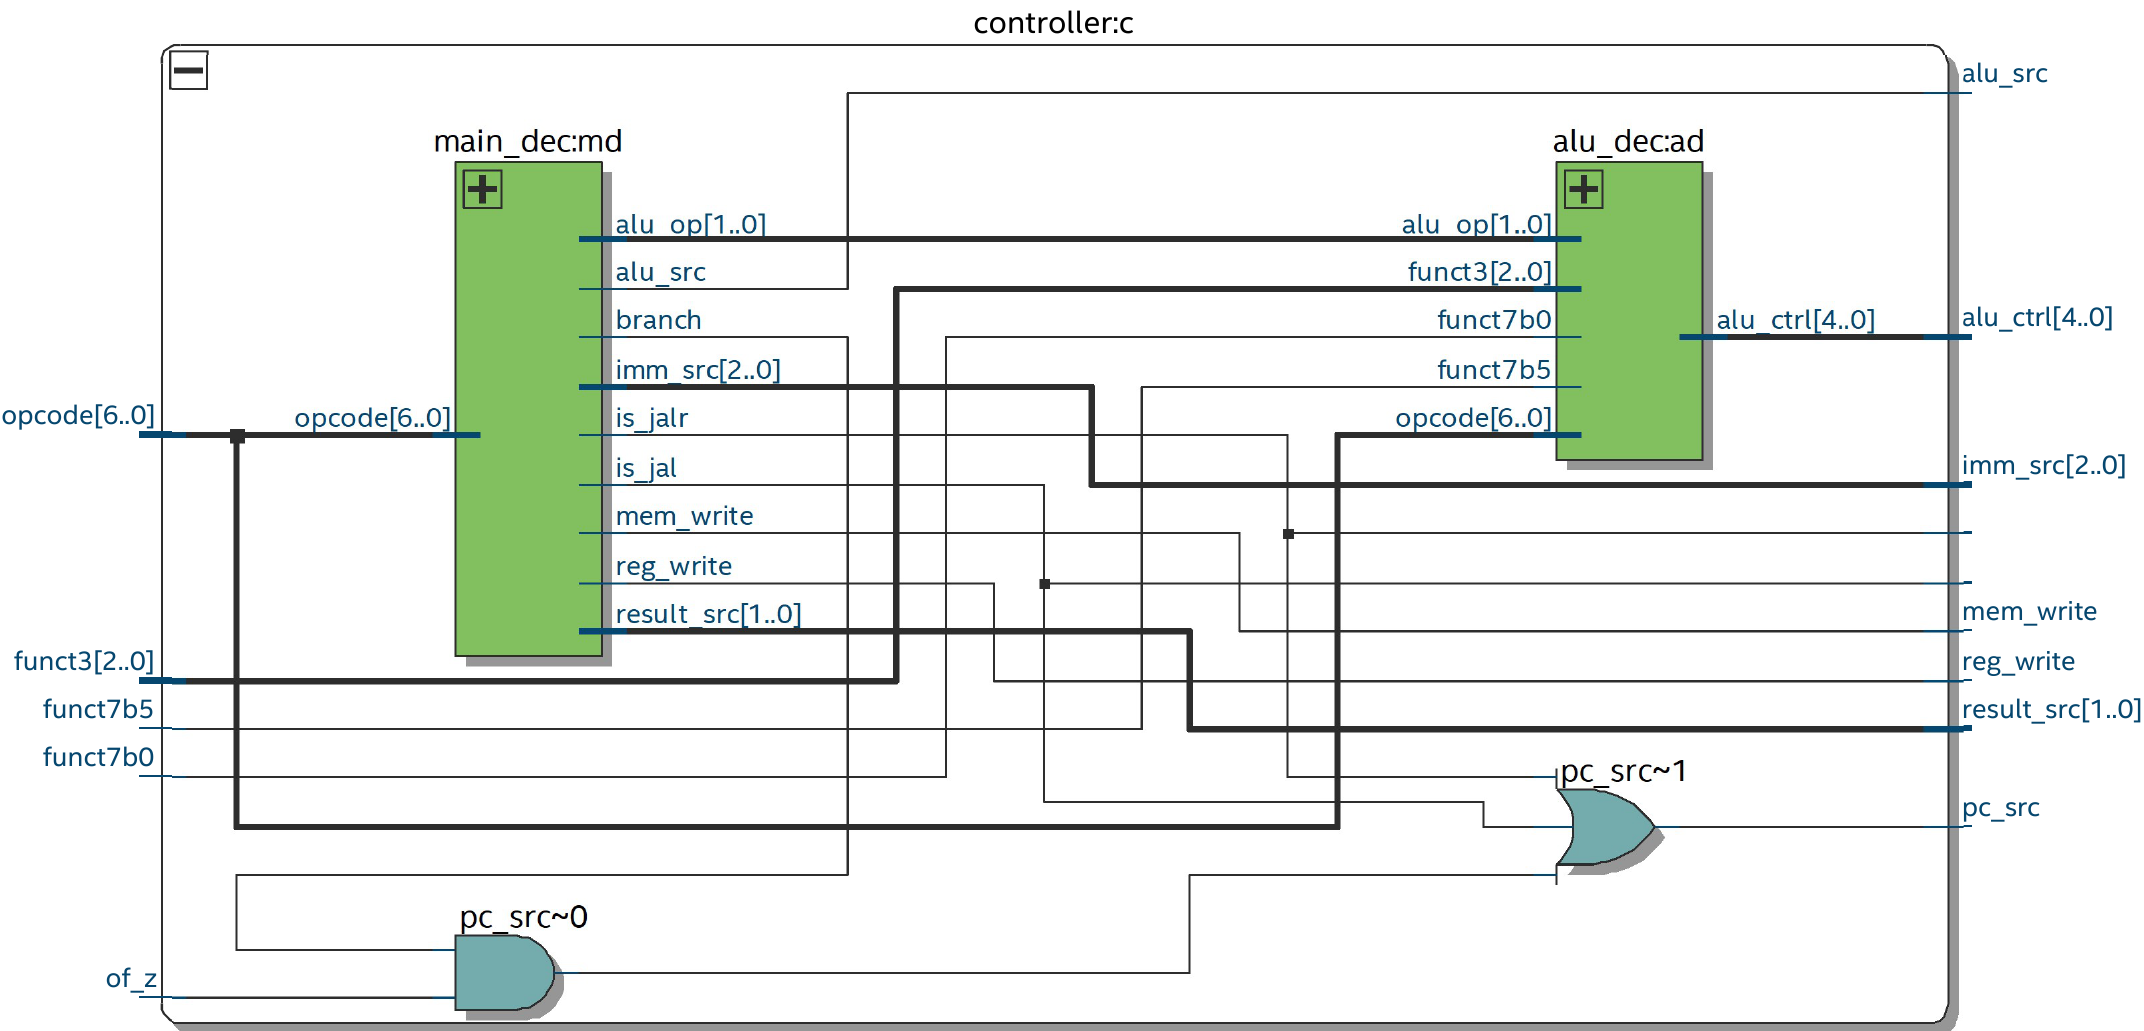 controller:c
alu_src
main_dec:md
alu_dec:ad
alu_op[1..0]
alu_op[1..0]
alu_src
funct3[2..0]
branch
funct7b0
alu_ctrl[4..0]
alu_ctrl[4..0]
imm_src[2..0]
funct7b5
opcode[6..0]
opcode[6..0]
is_jalr
opcode[6..0]
is_jal
imm_src[2..0]
mem_write
reg_write
result_src[1..0]
mem_write
funct3[2..0]
reg_write
funct7b5
result_src[1..0]
funct7b0
pc_src~1
pc_src
pc_src~0
of_z